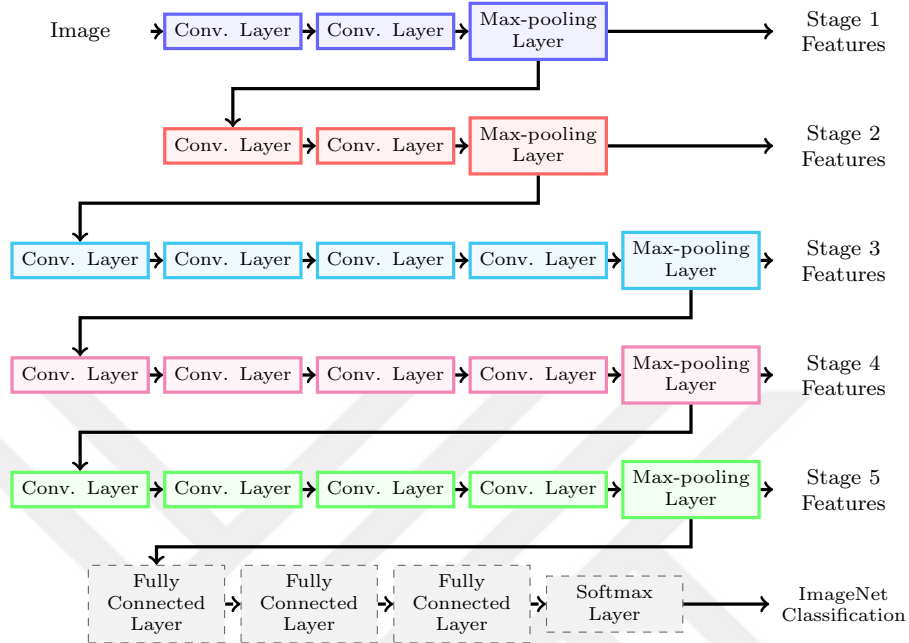 Image
Conv. Layer
Conv. Layer
Max-pooling
Layer
Stage 1
Features
Conv. Layer
Conv. Layer
Max-pooling
Layer
Stage 2
Features
Conv. Layer
Conv. Layer
Conv. Layer
Conv. Layer
Max-pooling
Layer
Stage 3
Features
Conv. Layer
Conv. Layer
Conv. Layer
Conv. Layer
Max-pooling
Layer
Stage 4
Features
Conv. Layer
Conv. Layer
Conv. Layer
Conv. Layer
Max-pooling
Layer
Stage 5
Features
Fully
Connected
Layer
Fully
Connected
Layer
Fully
Connected
Layer
Softmax
Layer
ImageNet
Classification